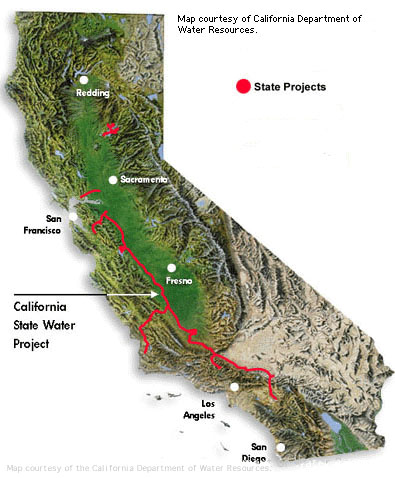 Map courtesy of California Department of
Water Resources.
State Projects
Redding
Sacramento
San
Francisco
Fresno
California
State Water
Project
Los
Angeles
San
Diego
Map courtesy of the California Department of Water Resources.